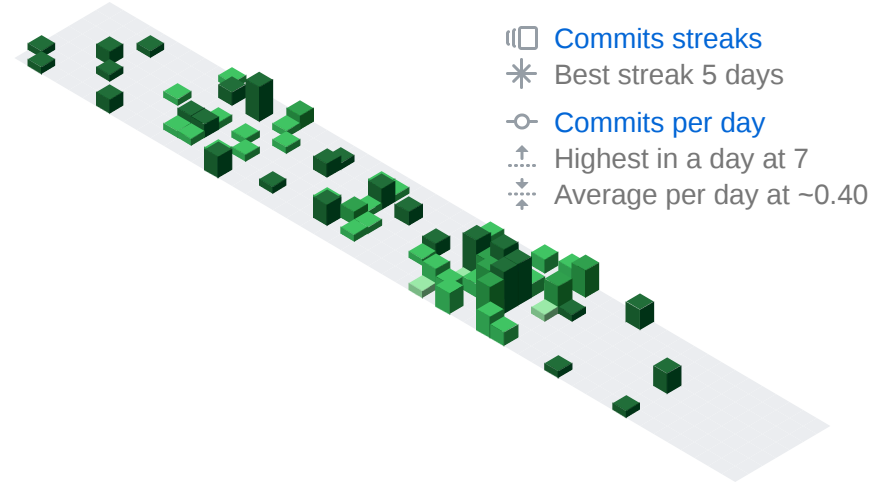 Commits streaks
Best streak 5 days
Commits per day
Highest in a day at 7
Average per day at ~0.40